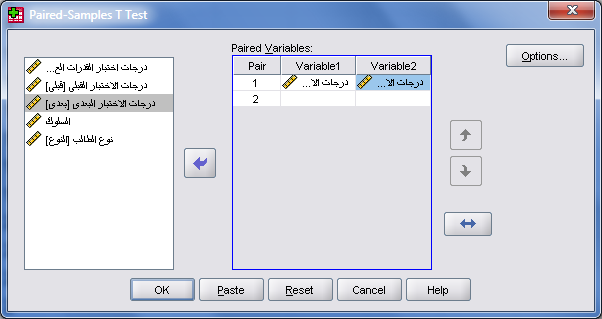 Paired-Samples T Test
Paired Variables:
Options...
Pair Variable1 Variable2
1 درجات الا... درجات الا...
2
درجات اختبار القدرات الع...
درجات الاختبار القبلى [قبلى]
درجات الاختبار البعدى [بعدى]
السلوك
نوع الطالب [النوع]
OK Paste Reset Cancel Help